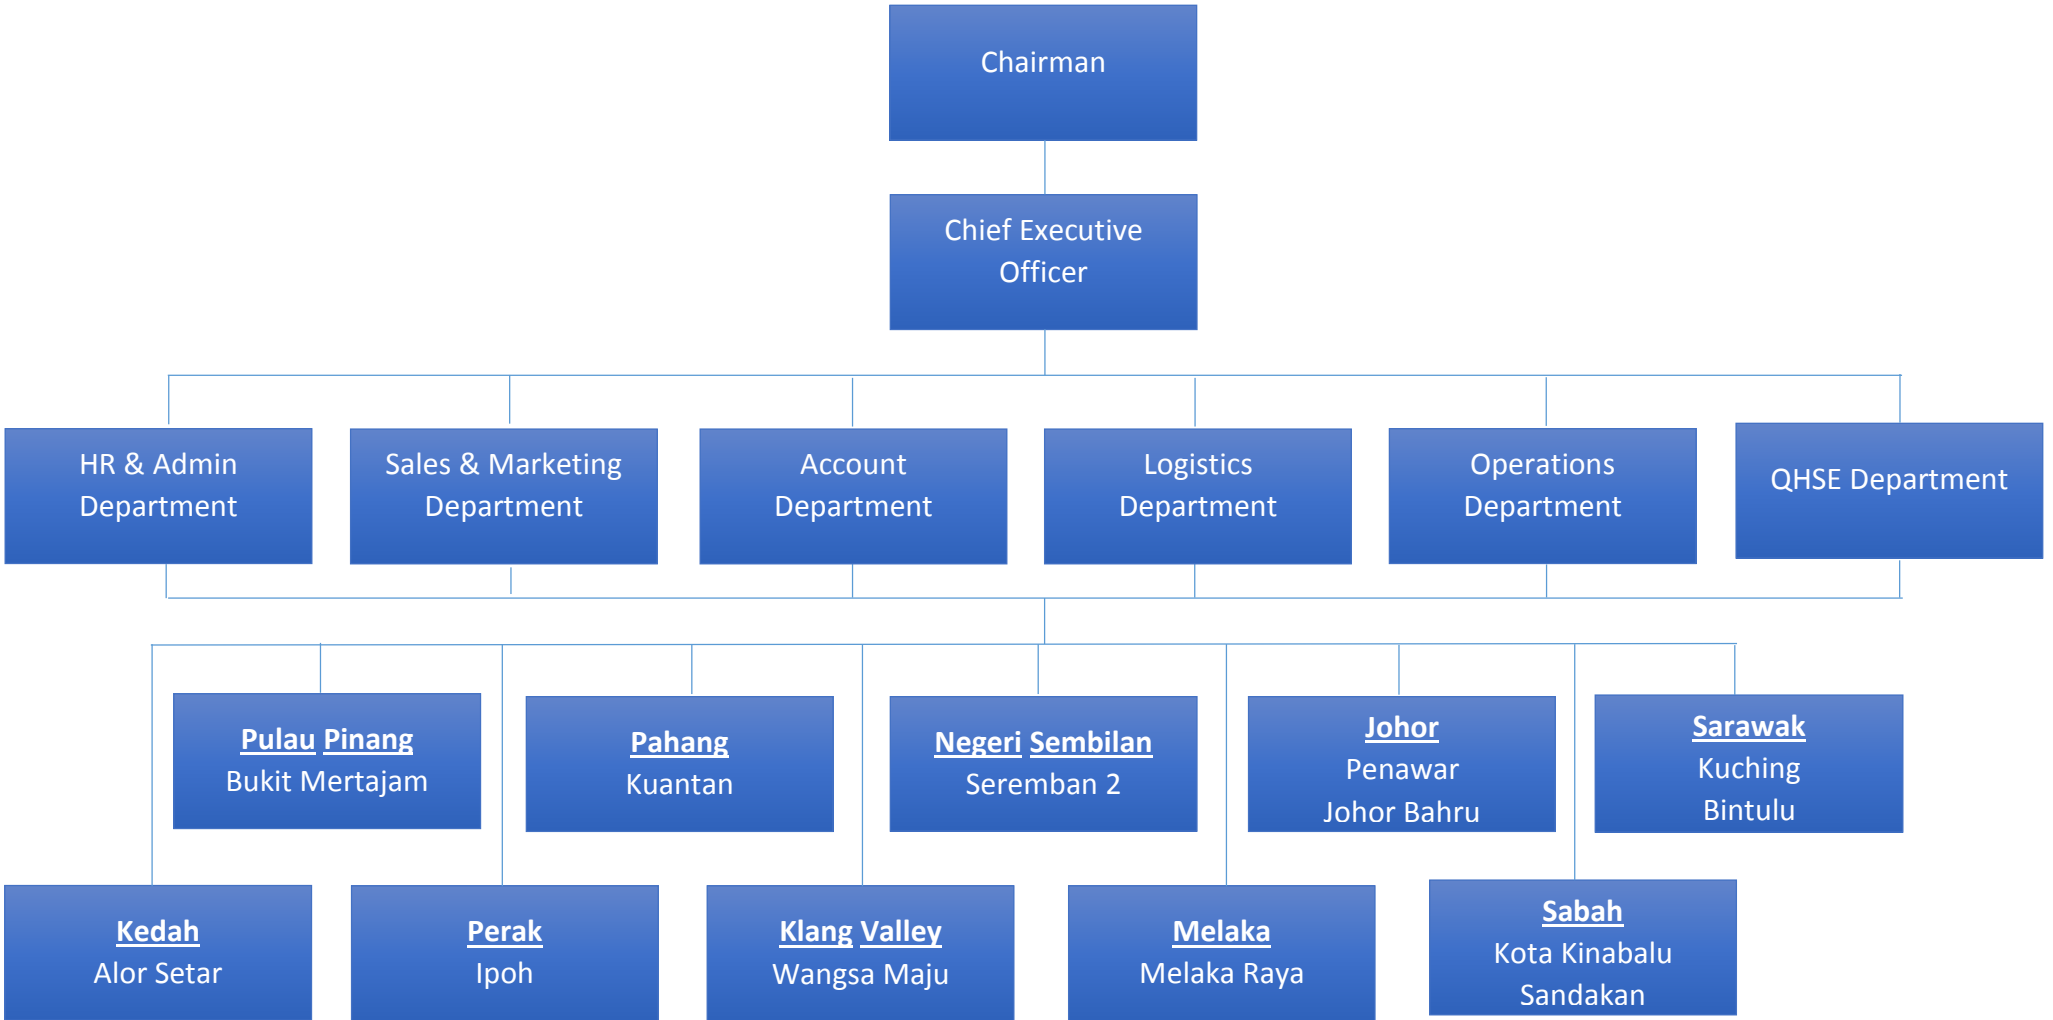 Chairman
Chief Executive
Officer
HR & Admin
Department
Sales & Marketing
Department
Account
Department
Logistics
Department
Operations
Department
QHSE Department
Pulau Pinang
Bukit Mertajam
Pahang
Kuantan
Negeri Sembilan
Seremban 2
Johor
Penawar
Johor Bahru
Sarawak
Kuching
Bintulu
Kedah
Alor Setar
Perak
Ipoh
Klang Valley
Wangsa Maju
Melaka
Melaka Raya
Sabah
Kota Kinabalu
Sandakan